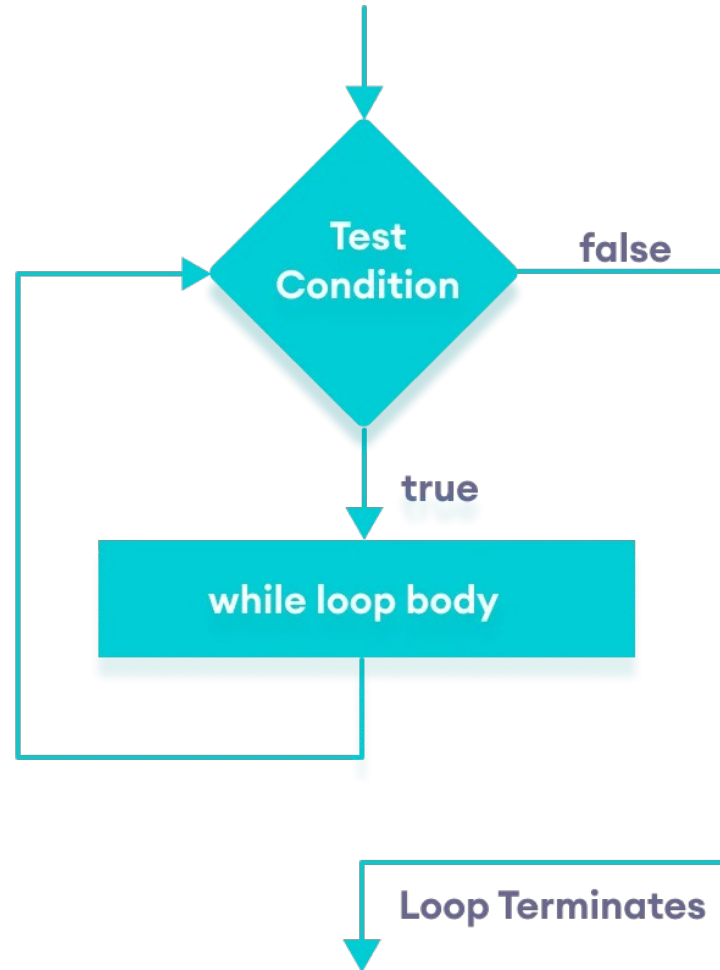 Test
Condition
false
true
while loop body
Loop Terminates